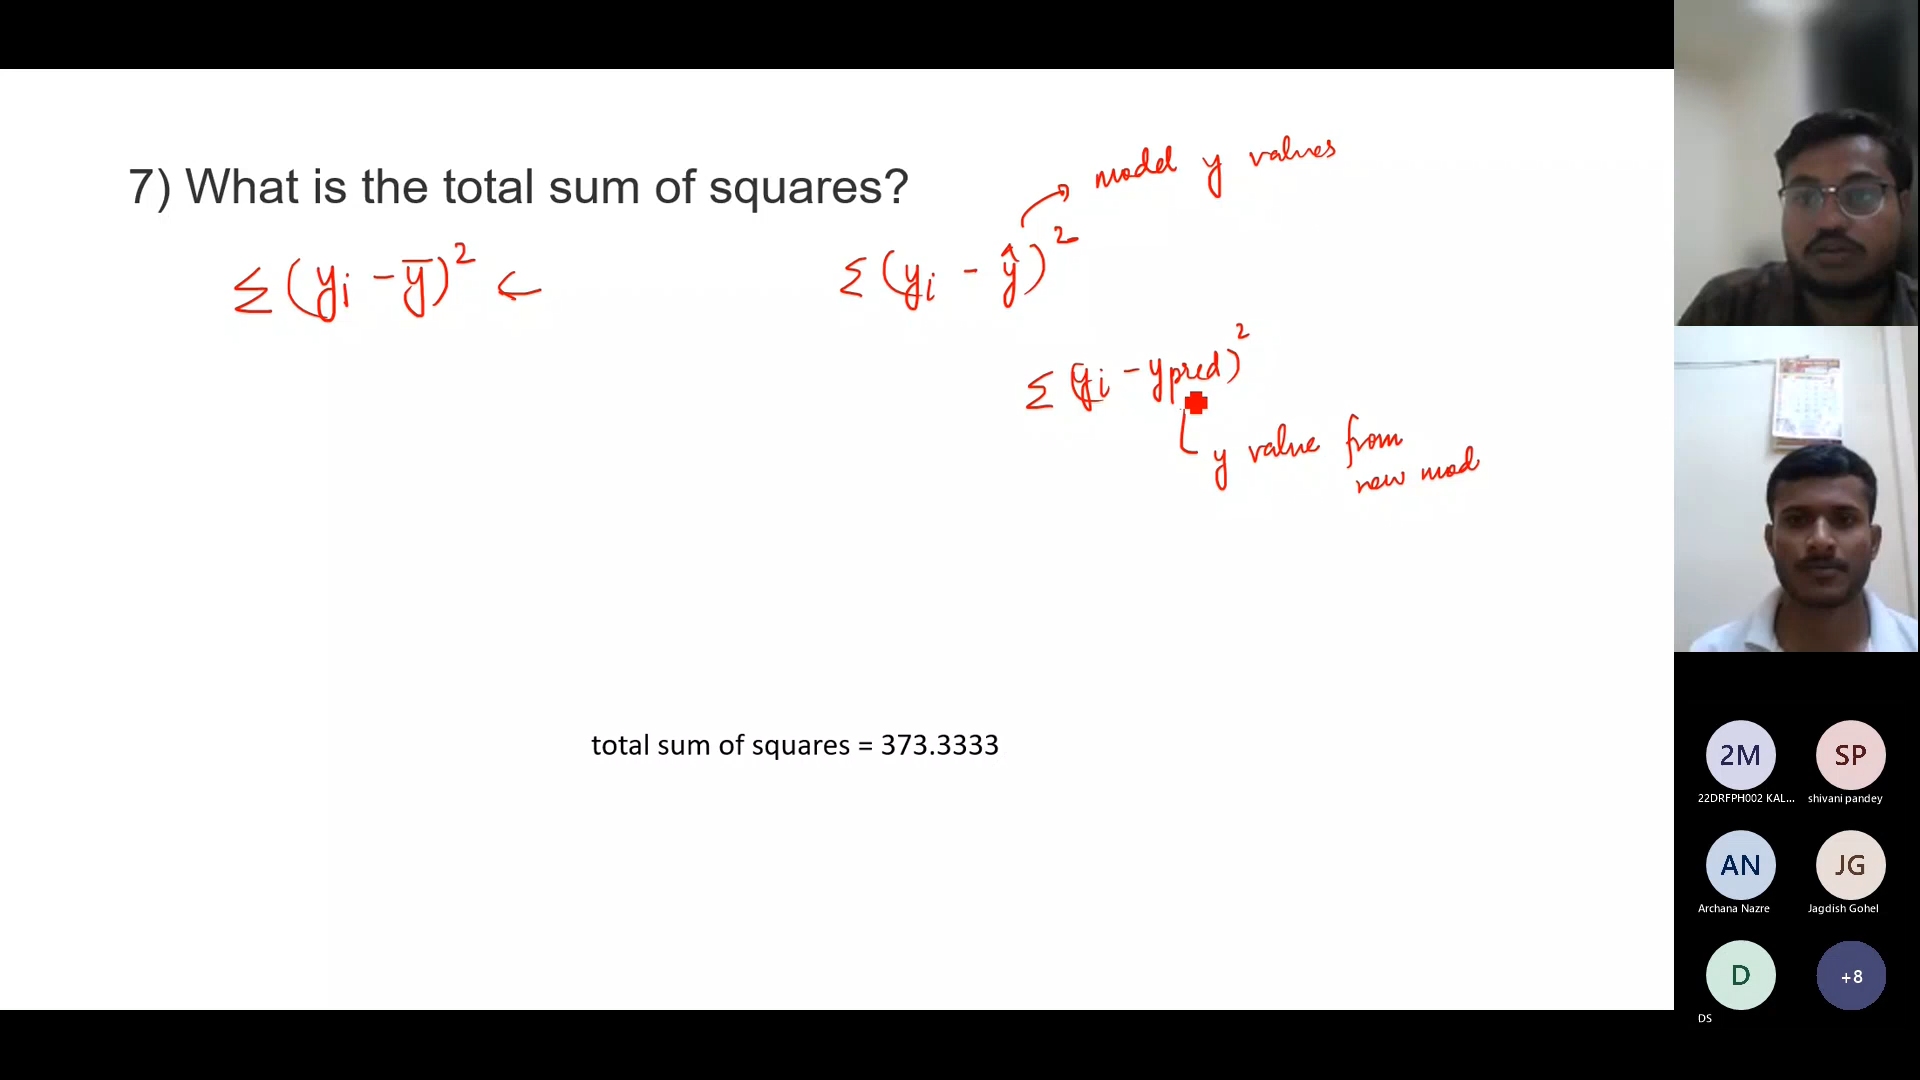 7) What is the total sum of squares?
model y values
Σ(yi - ȳ)²
Σ(yi - ŷ)²
Σ(yi - ypred)²
y value from
new mod
total sum of squares = 373.3333
2M
SP
22DRFPH002 KAL...
shivani pandey
AN
JG
Archana Nazre
Jagdish Gohel
D
+8
DS